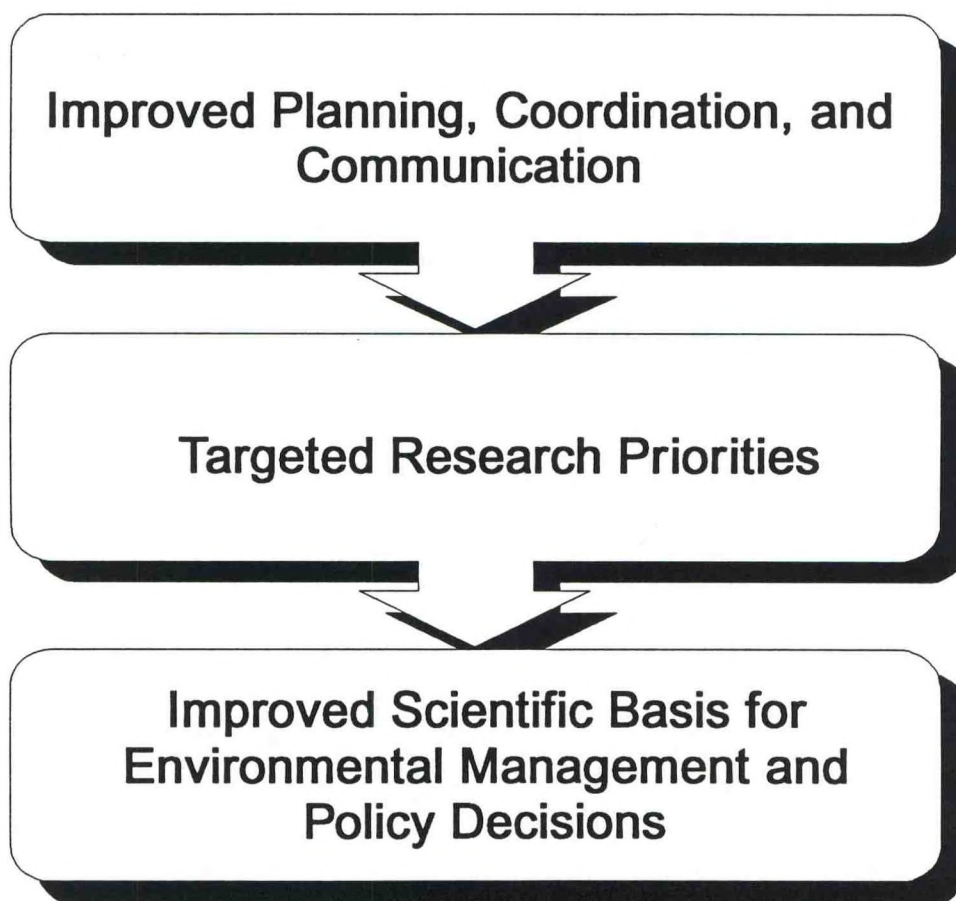 Improved Planning, Coordination, and
Communication
Targeted Research Priorities
Improved Scientific Basis for
Environmental Management and
Policy Decisions